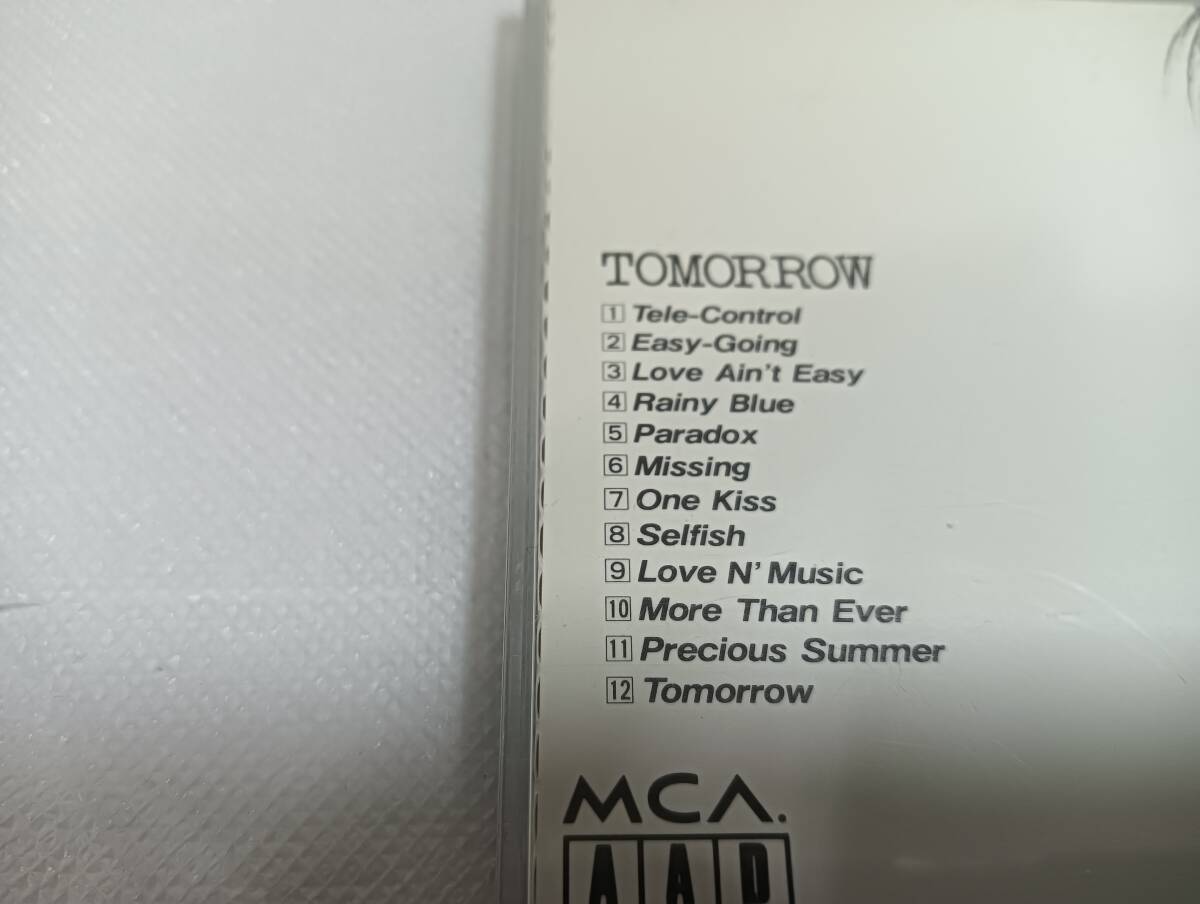 TOMORROW
1 Tele-Control
2 Easy-Going
3 Love Ain't Easy
4 Rainy Blue
5 Paradox
6 Missing
7 One Kiss
8 Selfish
9 Love N' Music
10 More Than Ever
11 Precious Summer
12 Tomorrow
MCA.
AAD